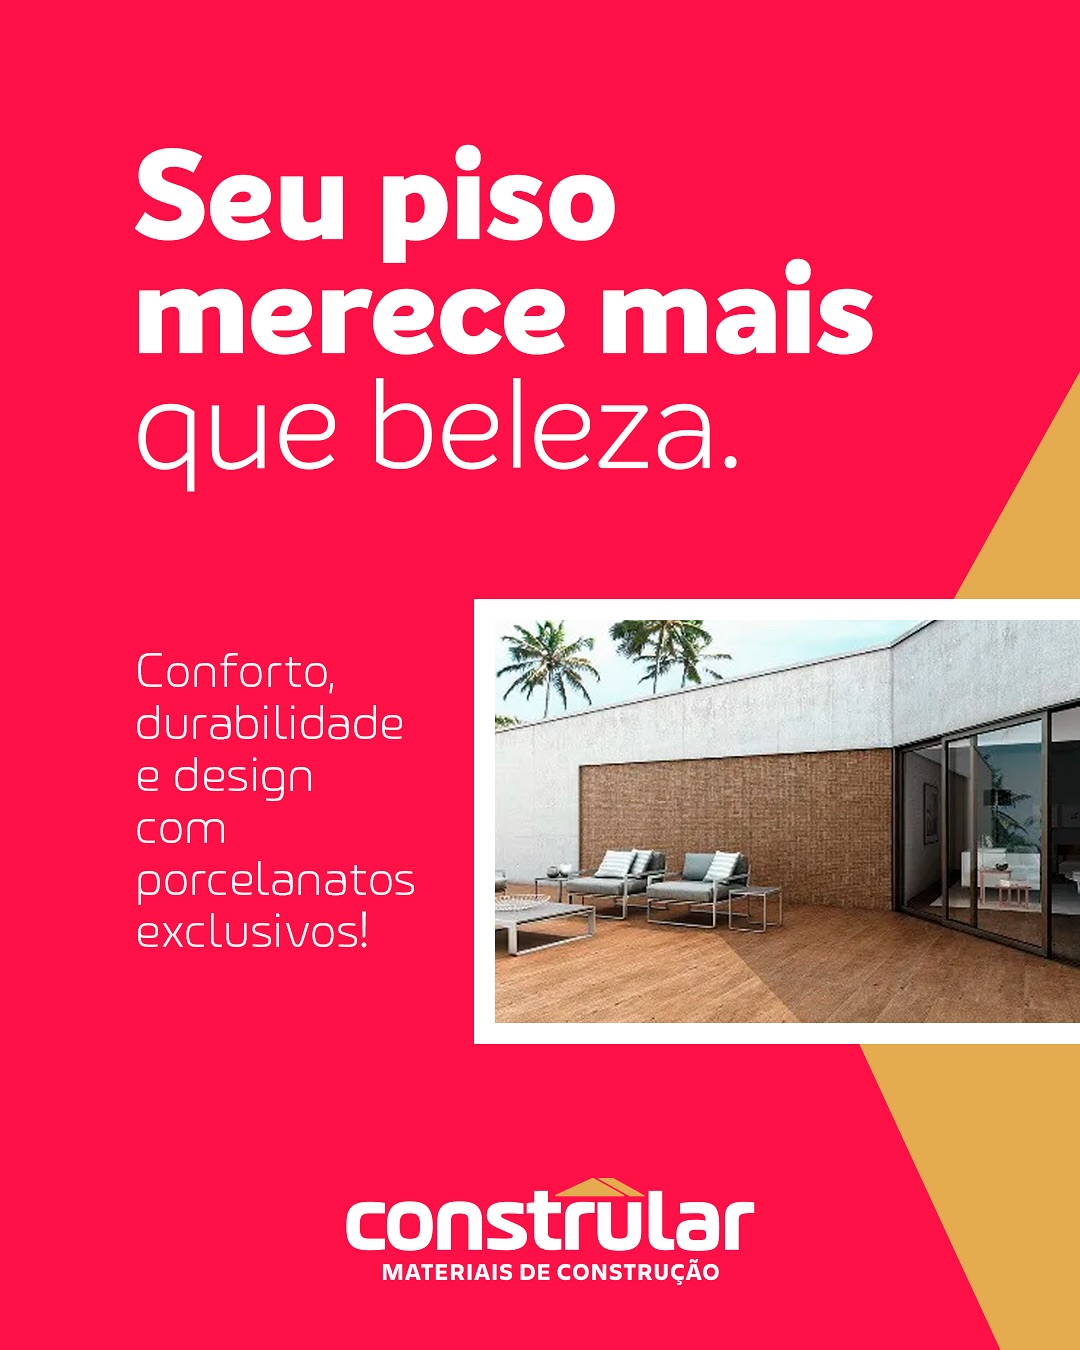 Seu piso
merece mais
que beleza.
Conforto,
durabilidade
e design
com
porcelanatos
exclusivos!
constrular
MATERIAIS DE CONSTRUÇÃO